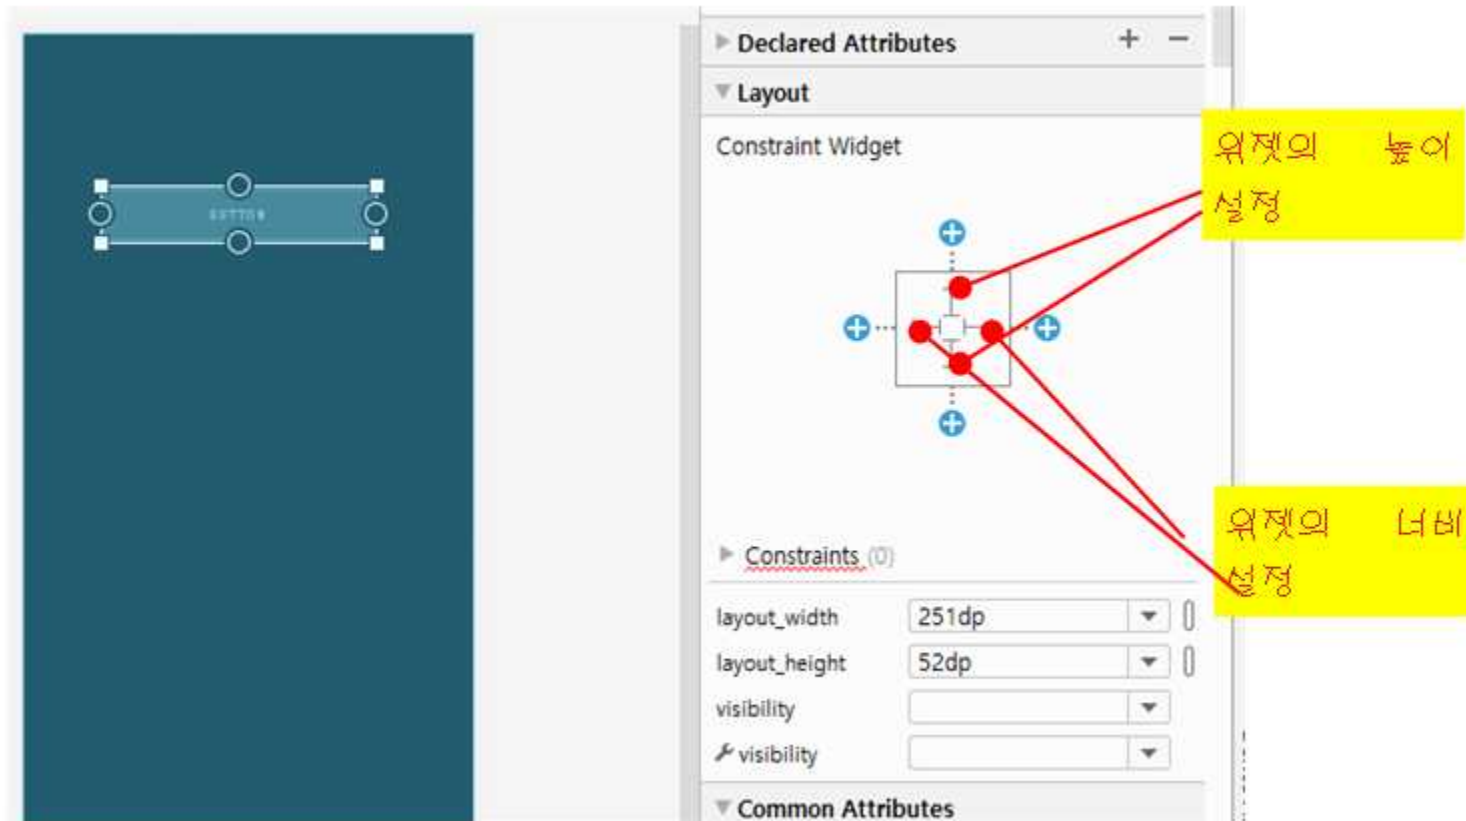 Declared Attributes
Layout
Constraint Widget
위젯의 높이
설정
BUTTON
위젯의 너비
설정
Constraints (0)
layout_width 251dp
layout_height 52dp
visibility
visibility
Common Attributes